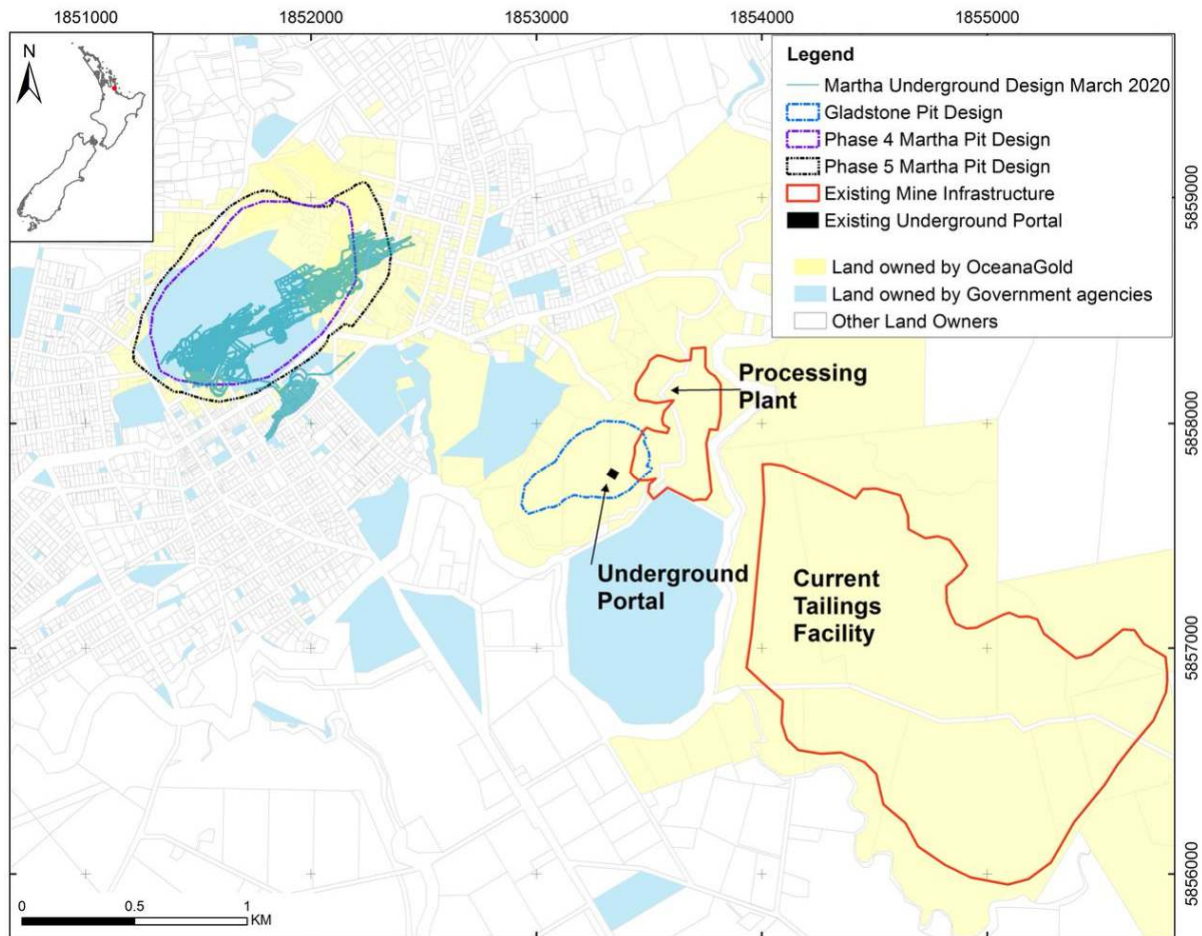 1851000
1852000
1853000
1854000
1855000
N
Legend
Martha Underground Design March 2020
Gladstone Pit Design
Phase 4 Martha Pit Design
Phase 5 Martha Pit Design
Existing Mine Infrastructure
Existing Underground Portal
Land owned by OceanaGold
Land owned by Government agencies
Other Land Owners
5859000
5858000
5857000
5856000
Processing
Plant
Underground
Portal
Current
Tailings
Facility
0
0.5
1
KM